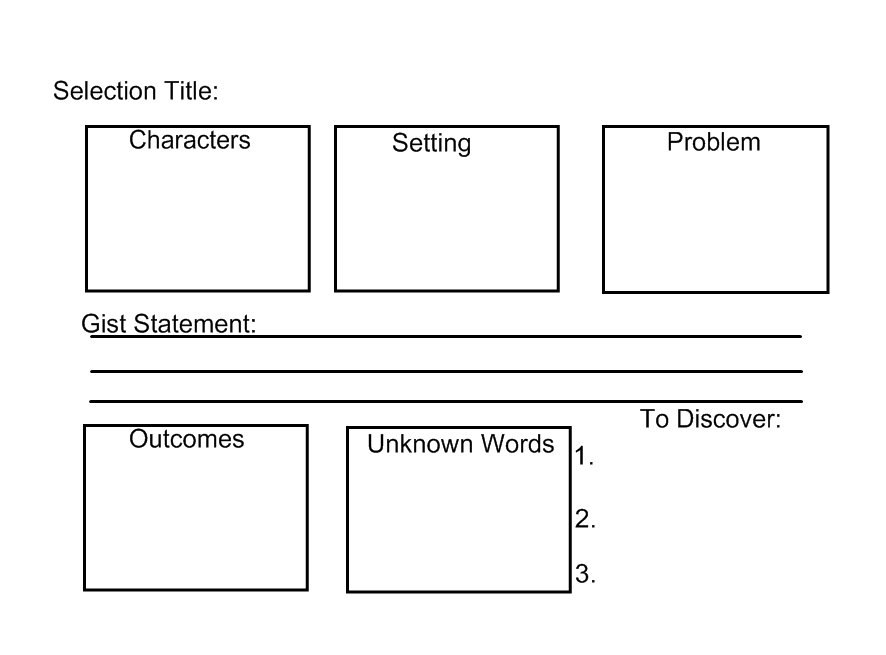 Selection Title:
Characters
Setting
Problem
Gist Statement:
Outcomes
Unknown Words
To Discover:
1.
2.
3.